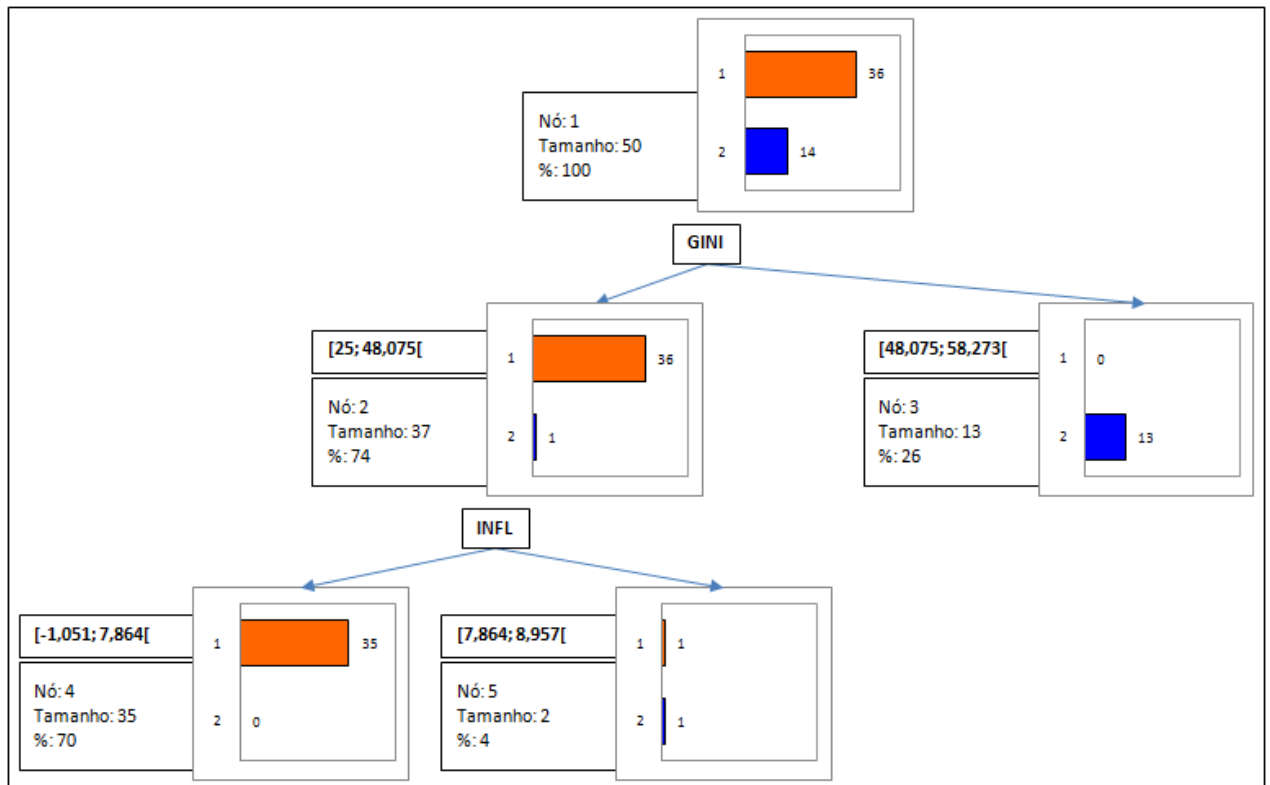 1 36
Nó: 1
Tamanho: 50
%: 100
2 14
GINI
[25; 48,075[
1 36
Nó: 2
Tamanho: 37
%: 74
2 1
[48,075; 58,273[
1 0
Nó: 3
Tamanho: 13
%: 26
2 13
INFL
[-1,051; 7,864[
1 35
Nó: 4
Tamanho: 35
%: 70
2 0
[7,864; 8,957[
1 1
Nó: 5
Tamanho: 2
%: 4
2 1